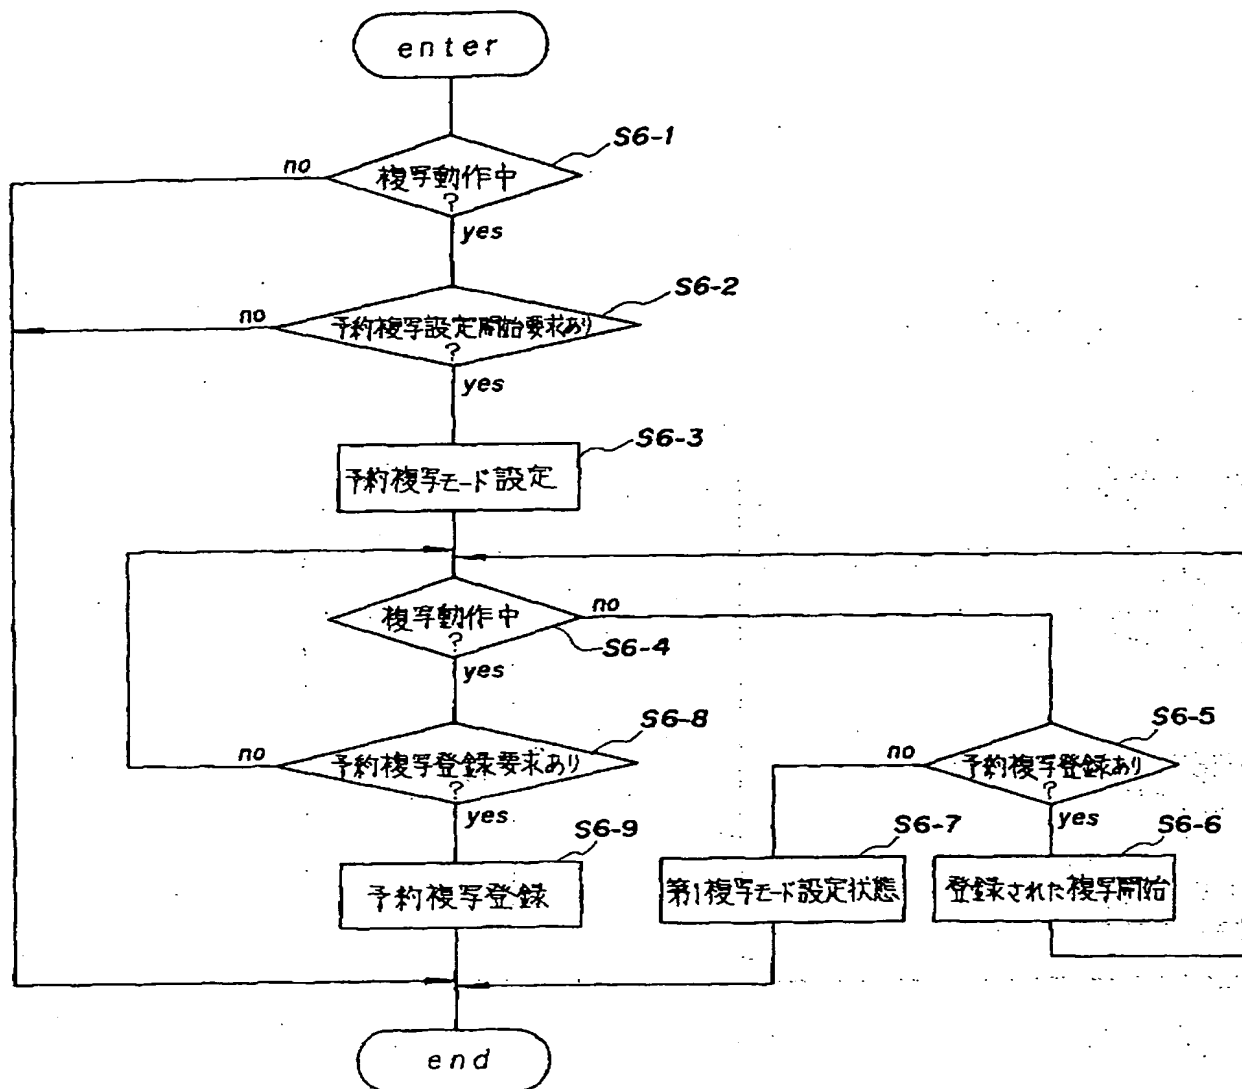 enter
S6-1
no
複写動作中
?
yes
S6-2
no
予約複写設定開始要求あり
?
yes
S6-3
予約複写モード設定
複写動作中
?
no
S6-4
yes
S6-8
no
予約複写登録要求あり
?
yes
S6-5
no
予約複写登録あり
?
yes
S6-9
予約複写登録
S6-7
第1複写モード設定状態
S6-6
登録された複写開始
end